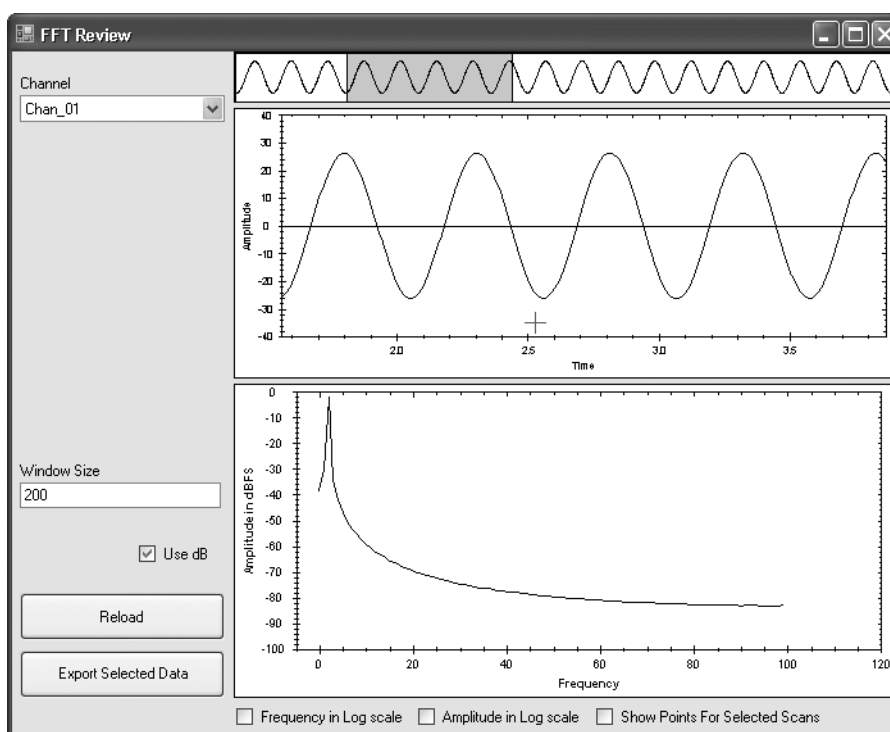 FFT Review
Channel
Chan_01
Window Size
200
Use dB
Reload
Export Selected Data
40
30
20
10
0
-10
-20
-30
-40
Amplitude
2.0 2.5 3.0 3.5
Time
0
-10
-20
-30
-40
-50
-60
-70
-80
-90
-100
Amplitude in dBFS
0 20 40 60 80 100 120
Frequency
Frequency in Log scale Amplitude in Log scale Show Points For Selected Scans